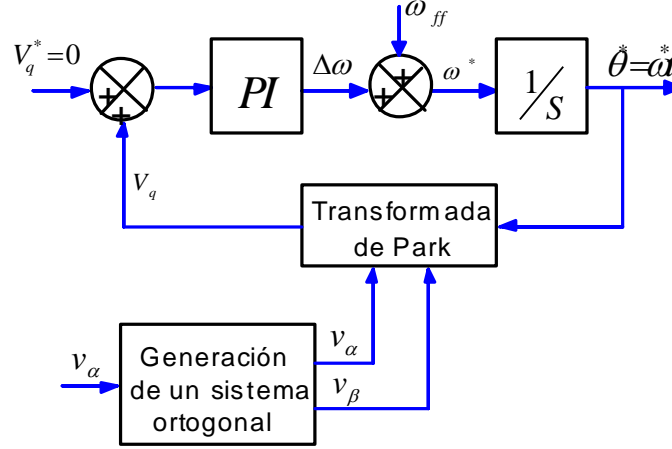 ω_ff
V_q^*=0
+
+
PI
Δω
+
+
ω^*
1/S
θ^*=ω^*t
V_q
Transformada
de Park
v_α
Generación
de un sistema
ortogonal
v_α
v_β